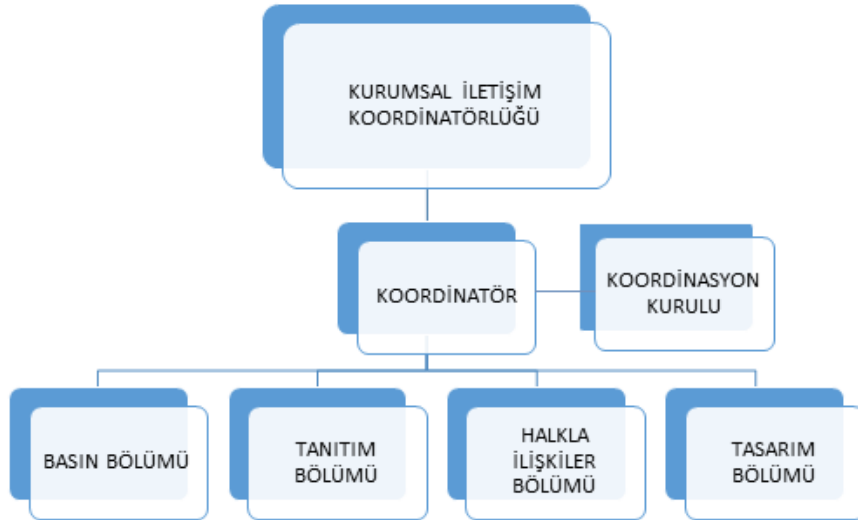 KURUMSAL İLETİŞİM
KOORDİNATÖRLÜĞÜ
KOORDİNATÖR
KOORDİNASYON
KURULU
BASIN BÖLÜMÜ
TANITIM
BÖLÜMÜ
HALKLA
İLİŞKİLER
BÖLÜMÜ
TASARIM
BÖLÜMÜ